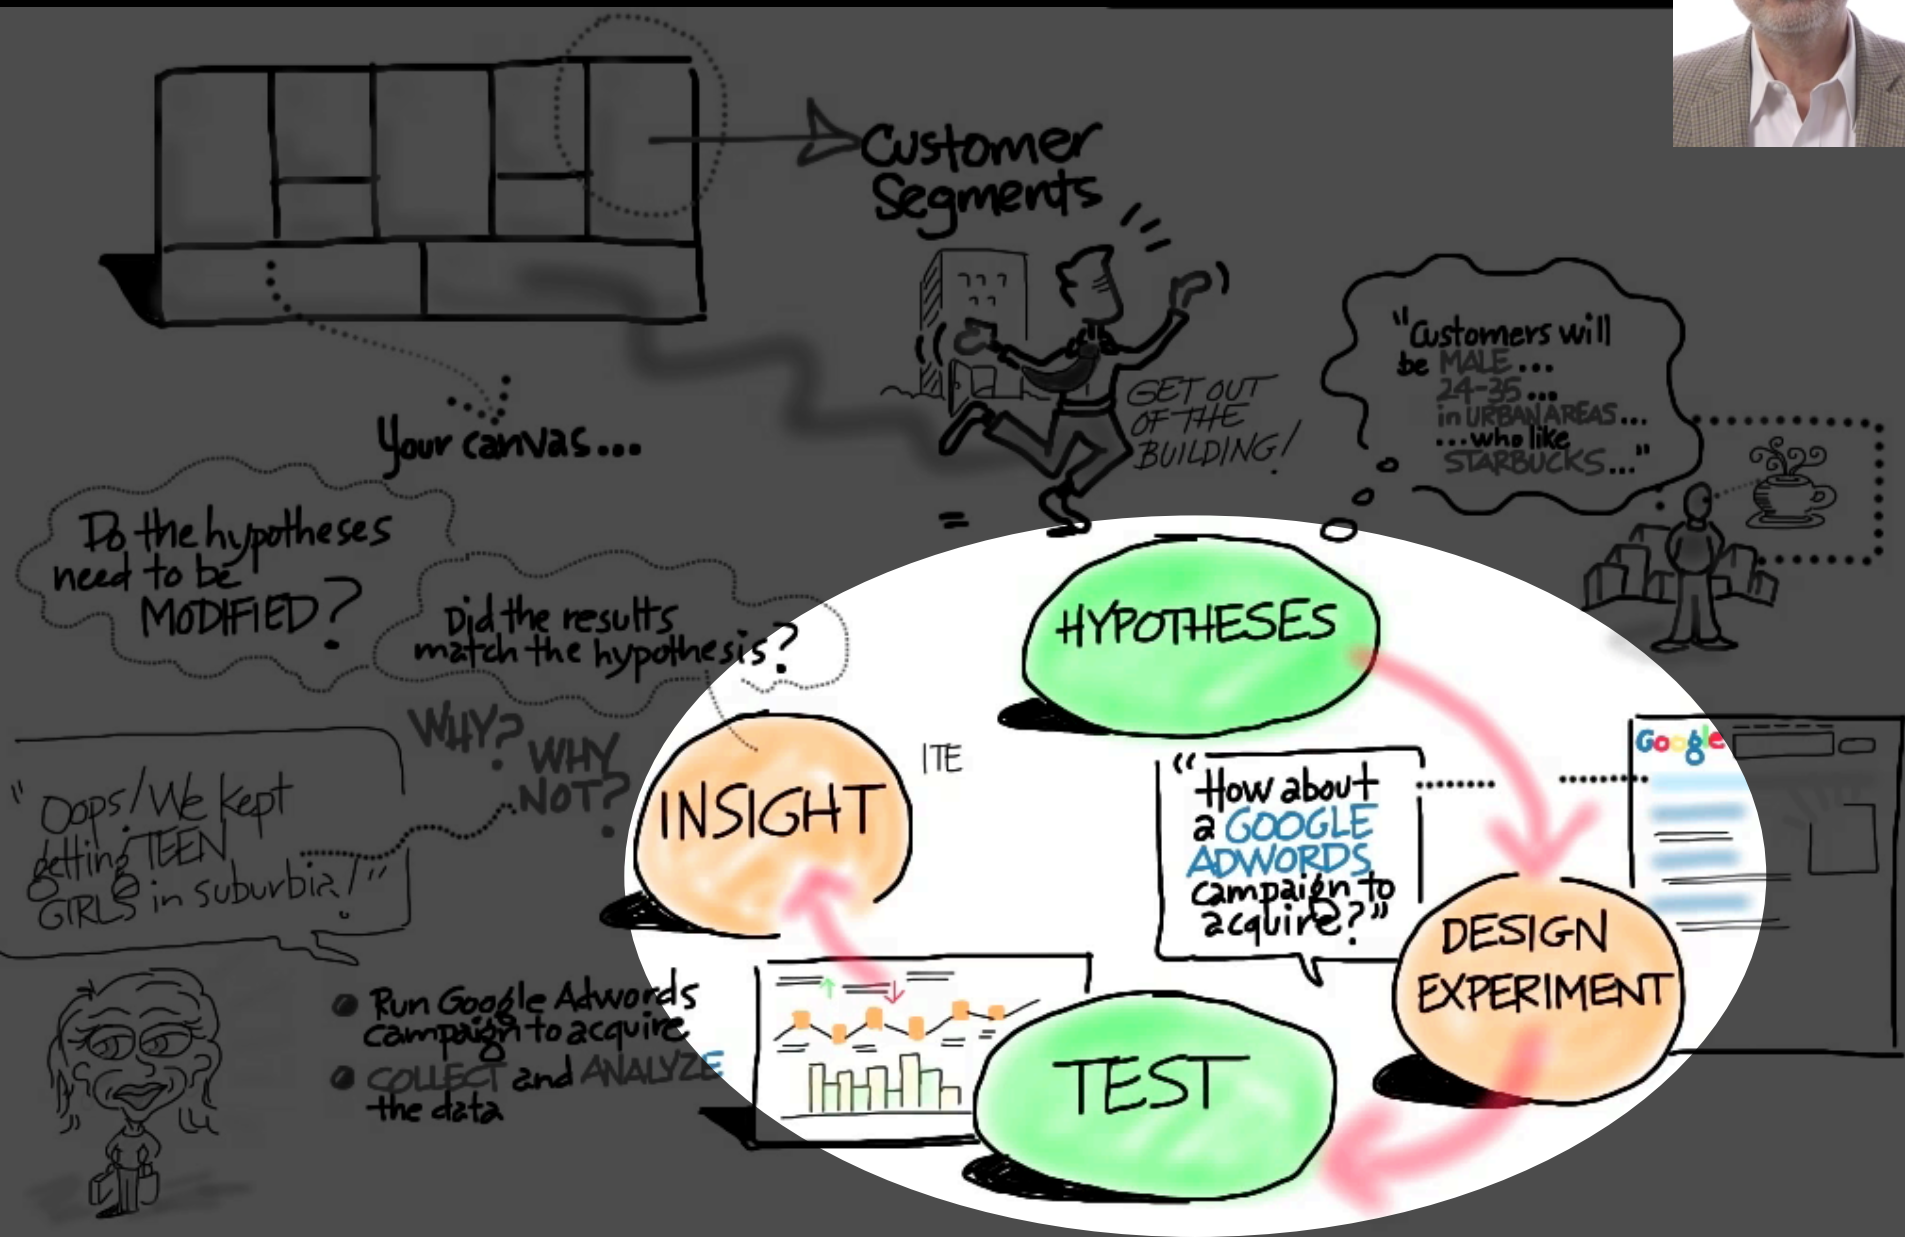 Customer
Segments
GET OUT
OF THE
BUILDING!
"Customers will
be MALE...
24-35...
in URBAN AREAS...
...who like
STARBUCKS..."
Your canvas...
Do the hypotheses
need to be
MODIFIED?
Did the results
match the hypothesis?
WHY?
WHY
NOT?
"Oops! We kept
getting TEEN
GIRLS in suburbia!"
HYPOTHESES
INSIGHT
ITE
"How about
a GOOGLE
ADWORDS
campaign to
acquire?"
Google
DESIGN
EXPERIMENT
TEST
Run Google Adwords
campaign to acquire
COLLECT and ANALYZE
the data